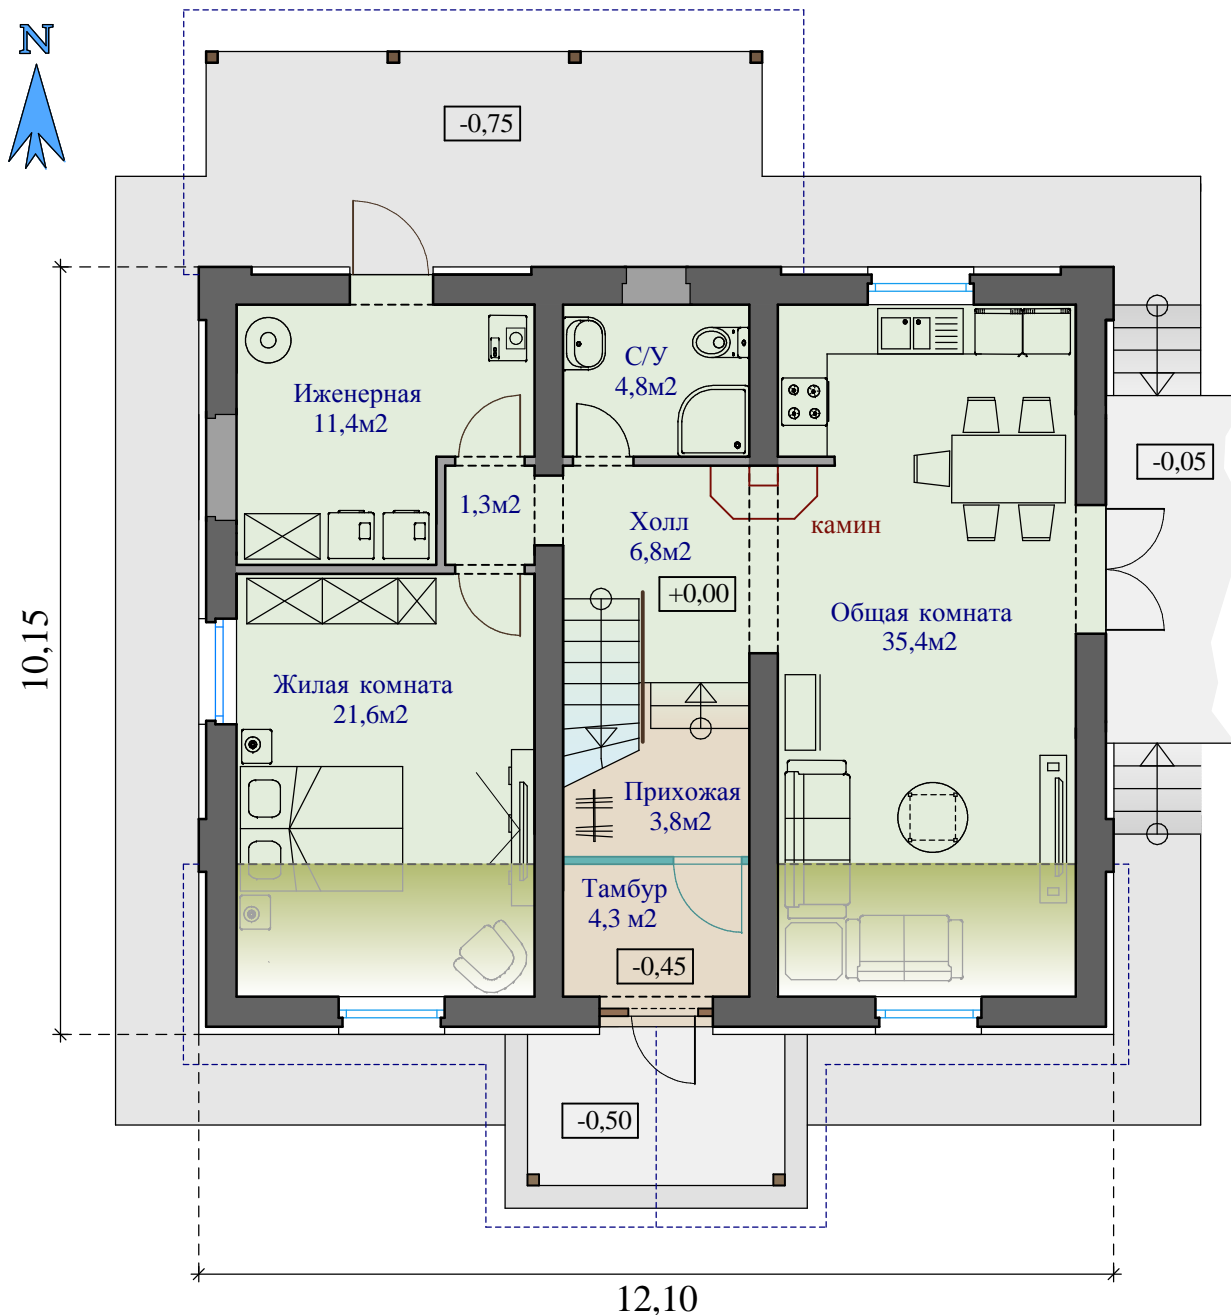 N
-0,75
С/У
4,8м2
Иженерная
11,4м2
-0,05
1,3м2
Холл
6,8м2
камин
+0,00
Общая комната
35,4м2
10,15
Жилая комната
21,6м2
Прихожая
3,8м2
Тамбур
4,3 м2
-0,45
-0,50
12,10